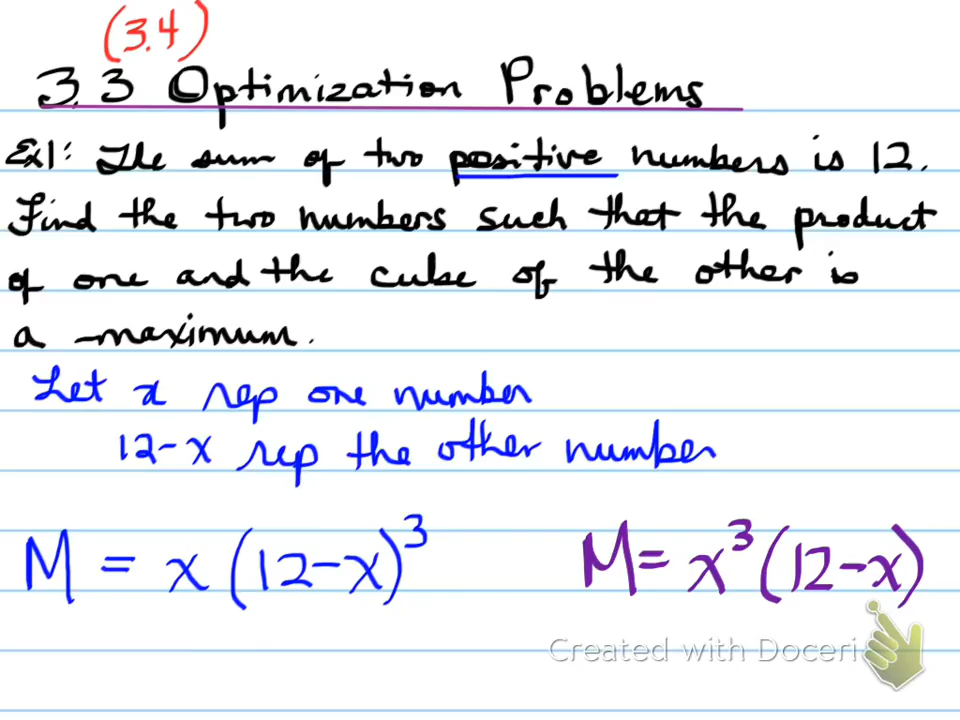 (3.4)
3.3 Optimization Problems
Ex1: The sum of two positive numbers is 12.
Find the two numbers such that the product
of one and the cube of the other is
a maximum.
Let x rep one number
12-x rep the other number
M = x(12-x)³ M = x³(12-x)
Created with Doceri